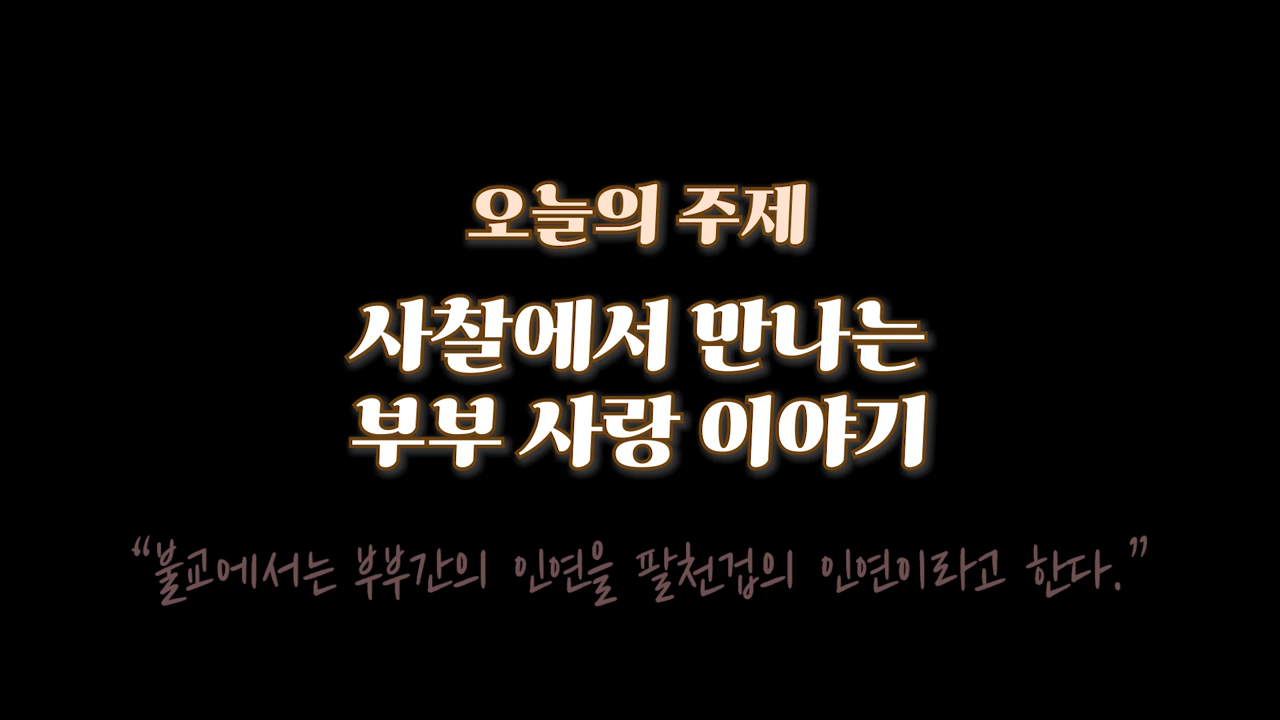 오늘의 주제
사찰에서 만나는
부부 사랑 이야기
“불교에서는 부부간의 인연을 팔천겁의 인연이라고 한다.”